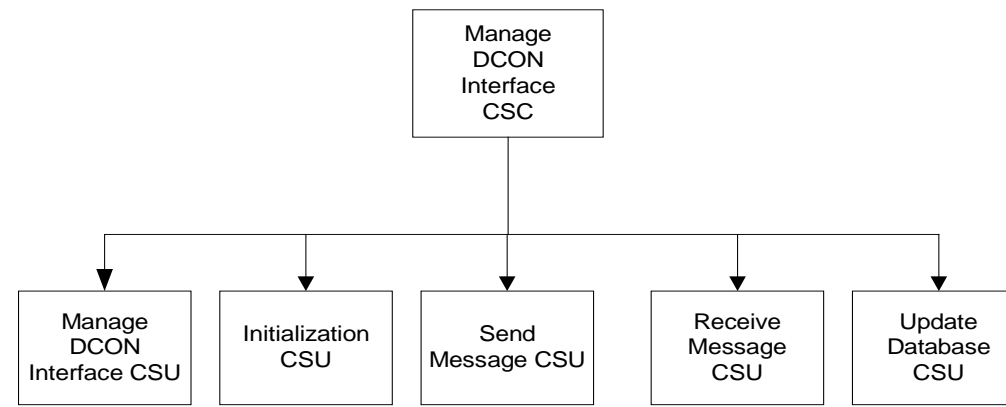 Manage
DCON
Interface
CSC
Manage
DCON
Interface CSU
Initialization
CSU
Send
Message CSU
Receive
Message
CSU
Update
Database
CSU